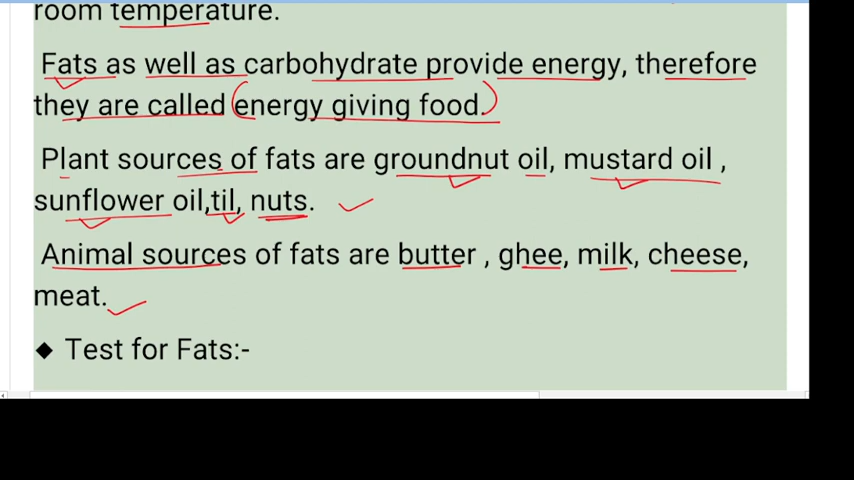 room temperature.
Fats as well as carbohydrate provide energy, therefore
they are called energy giving food.
Plant sources of fats are groundnut oil, mustard oil ,
sunflower oil,til, nuts.
Animal sources of fats are butter , ghee, milk, cheese,
meat.
◆ Test for Fats:-